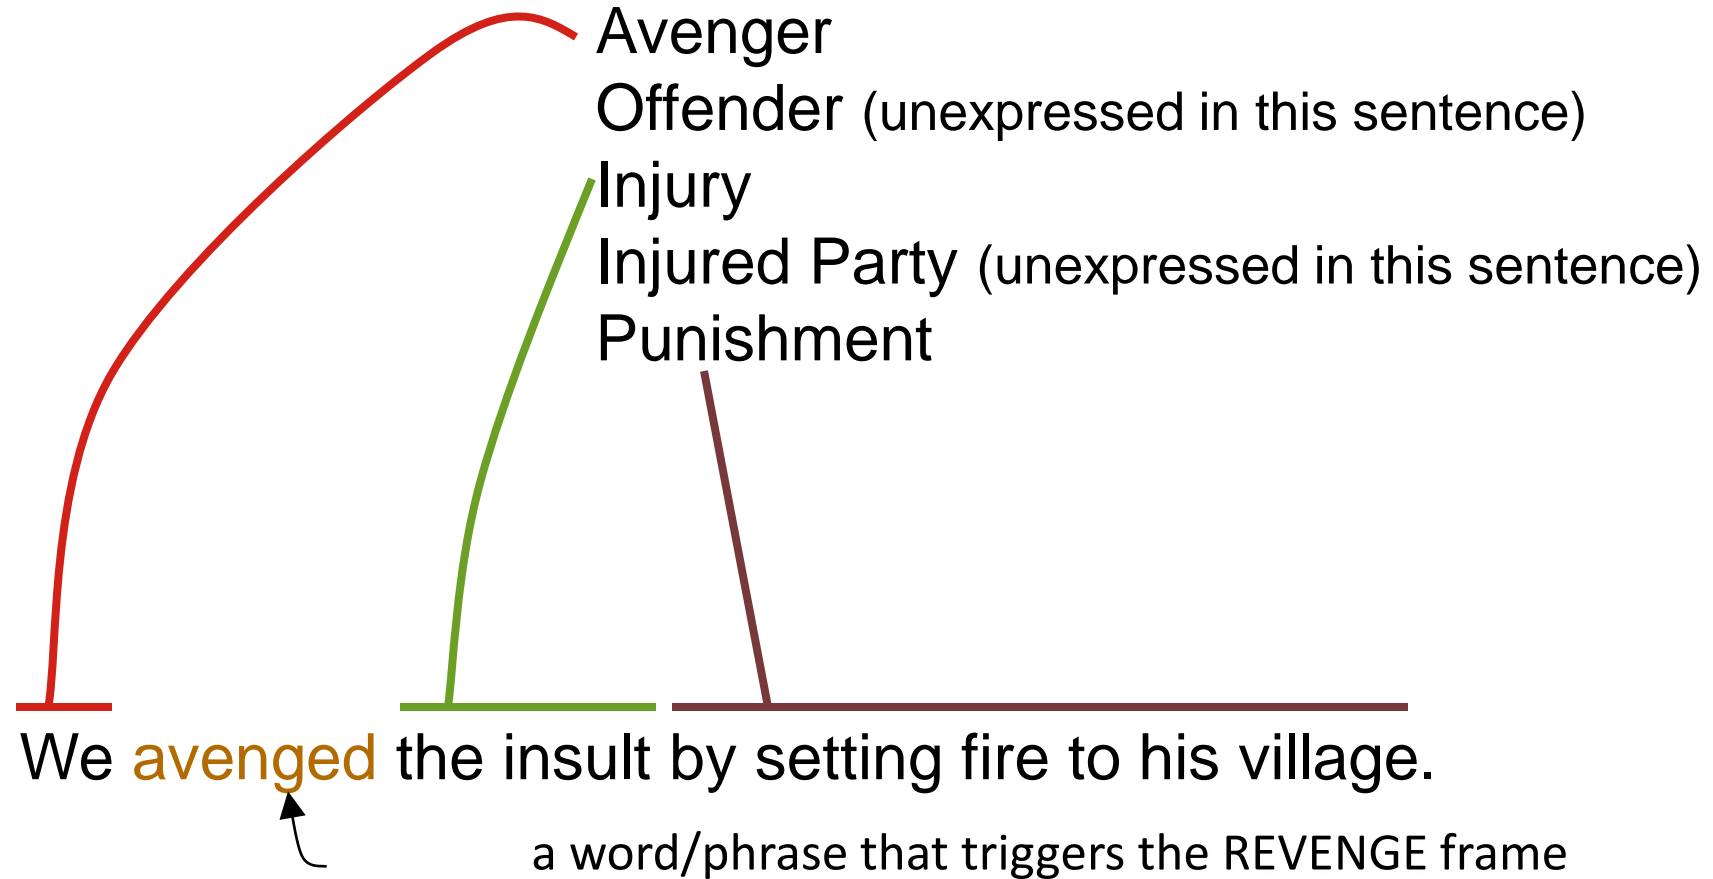 Avenger
Offender (unexpressed in this sentence)
Injury
Injured Party (unexpressed in this sentence)
Punishment
We avenged the insult by setting fire to his village.
a word/phrase that triggers the REVENGE frame